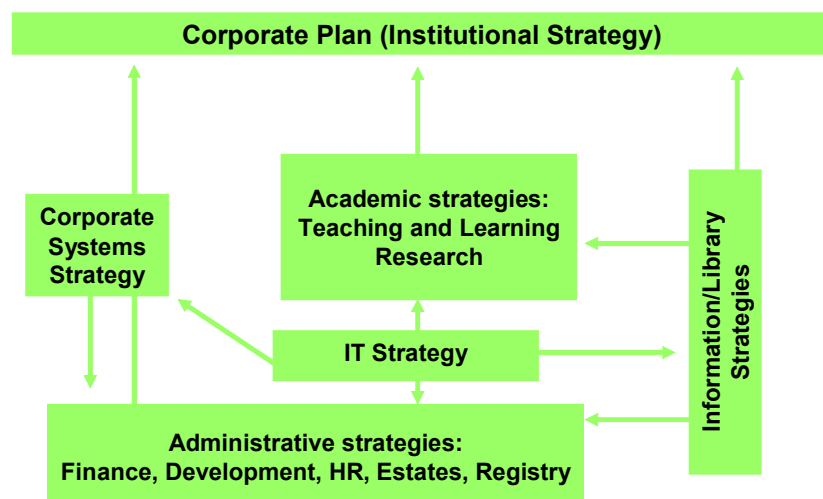 Corporate Plan (Institutional Strategy)
Academic strategies:
Teaching and Learning
Research
Corporate
Systems
Strategy
Information/Library
Strategies
IT Strategy
Administrative strategies:
Finance, Development, HR, Estates, Registry